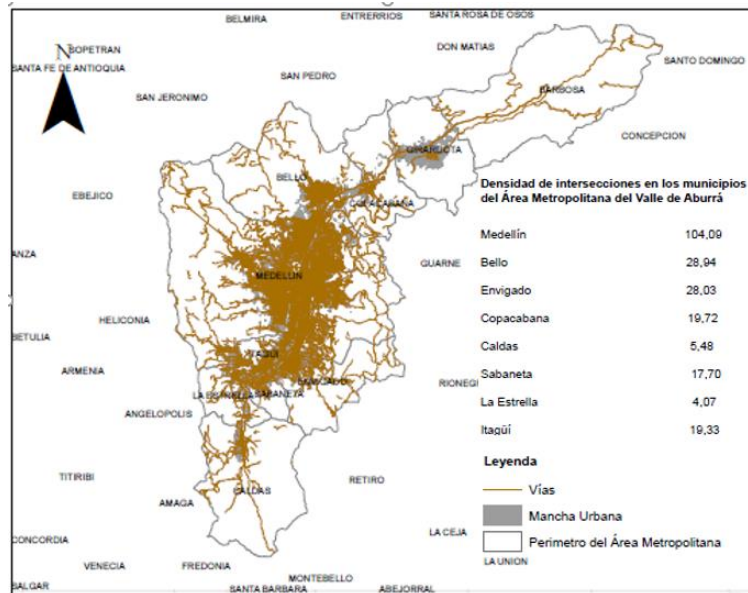 BELMIRA
ENTRERRIOS
SANTA ROSA DE OSOS
N
SOPETRAN
DON MATIAS
SANTA FE DE ANTIOQUIA
SANTO DOMINGO
SAN PEDRO
SAN JERONIMO
BARBOSA
CONCEPCION
GIRARDOTA
BELLO
EBEJICO
COPACABANA
ANZA
GUARNE
MEDELLIN
HELICONIA
BETULIA
ITAGUI
ARMENIA
ENVIGADO
RIONEGI
LA ESTRELLA
SABANETA
ANGELOPOLIS
TITIRIBI
RETIRO
CALDAS
AMAGA
CONCORDIA
LA CEJA
LA UNION
VENECIA
FREDONIA
MONTEBELLO
SALGAR
SANTA BARBARA
ABEJORRAL
Densidad de intersecciones en los municipios
del Área Metropolitana del Valle de Aburrá
Medellín 104,09
Bello 28,94
Envigado 28,03
Copacabana 19,72
Caldas 5,48
Sabaneta 17,70
La Estrella 4,07
Itagüí 19,33
Leyenda
Vías
Mancha Urbana
Perimetro del Área Metropolitana